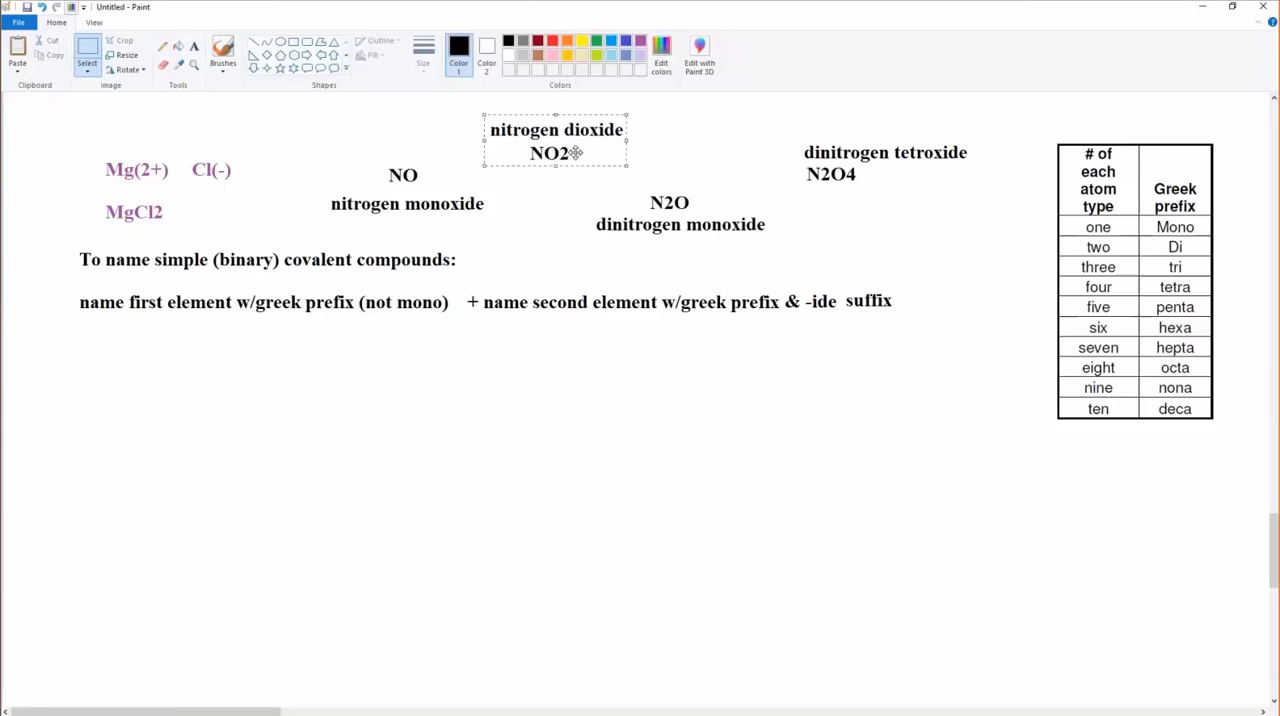 Untitled - Paint
File Home View
Paste
Cut
Copy
Clipboard
Select
Crop
Resize
Rotate
Image
A
Tools
Brushes
Outline
Fill
Shapes
Size
Color 1
Color 2
Edit colors
Colors
Edit with Paint 3D
nitrogen dioxide
NO2
Mg(2+) Cl(-)
MgCl2
NO
nitrogen monoxide
N2O
dinitrogen monoxide
dinitrogen tetroxide
N2O4
To name simple (binary) covalent compounds:
name first element w/greek prefix (not mono) + name second element w/greek prefix & -ide suffix
# of each atom type Greek prefix
one Mono
two Di
three tri
four tetra
five penta
six hexa
seven hepta
eight octa
nine nona
ten deca